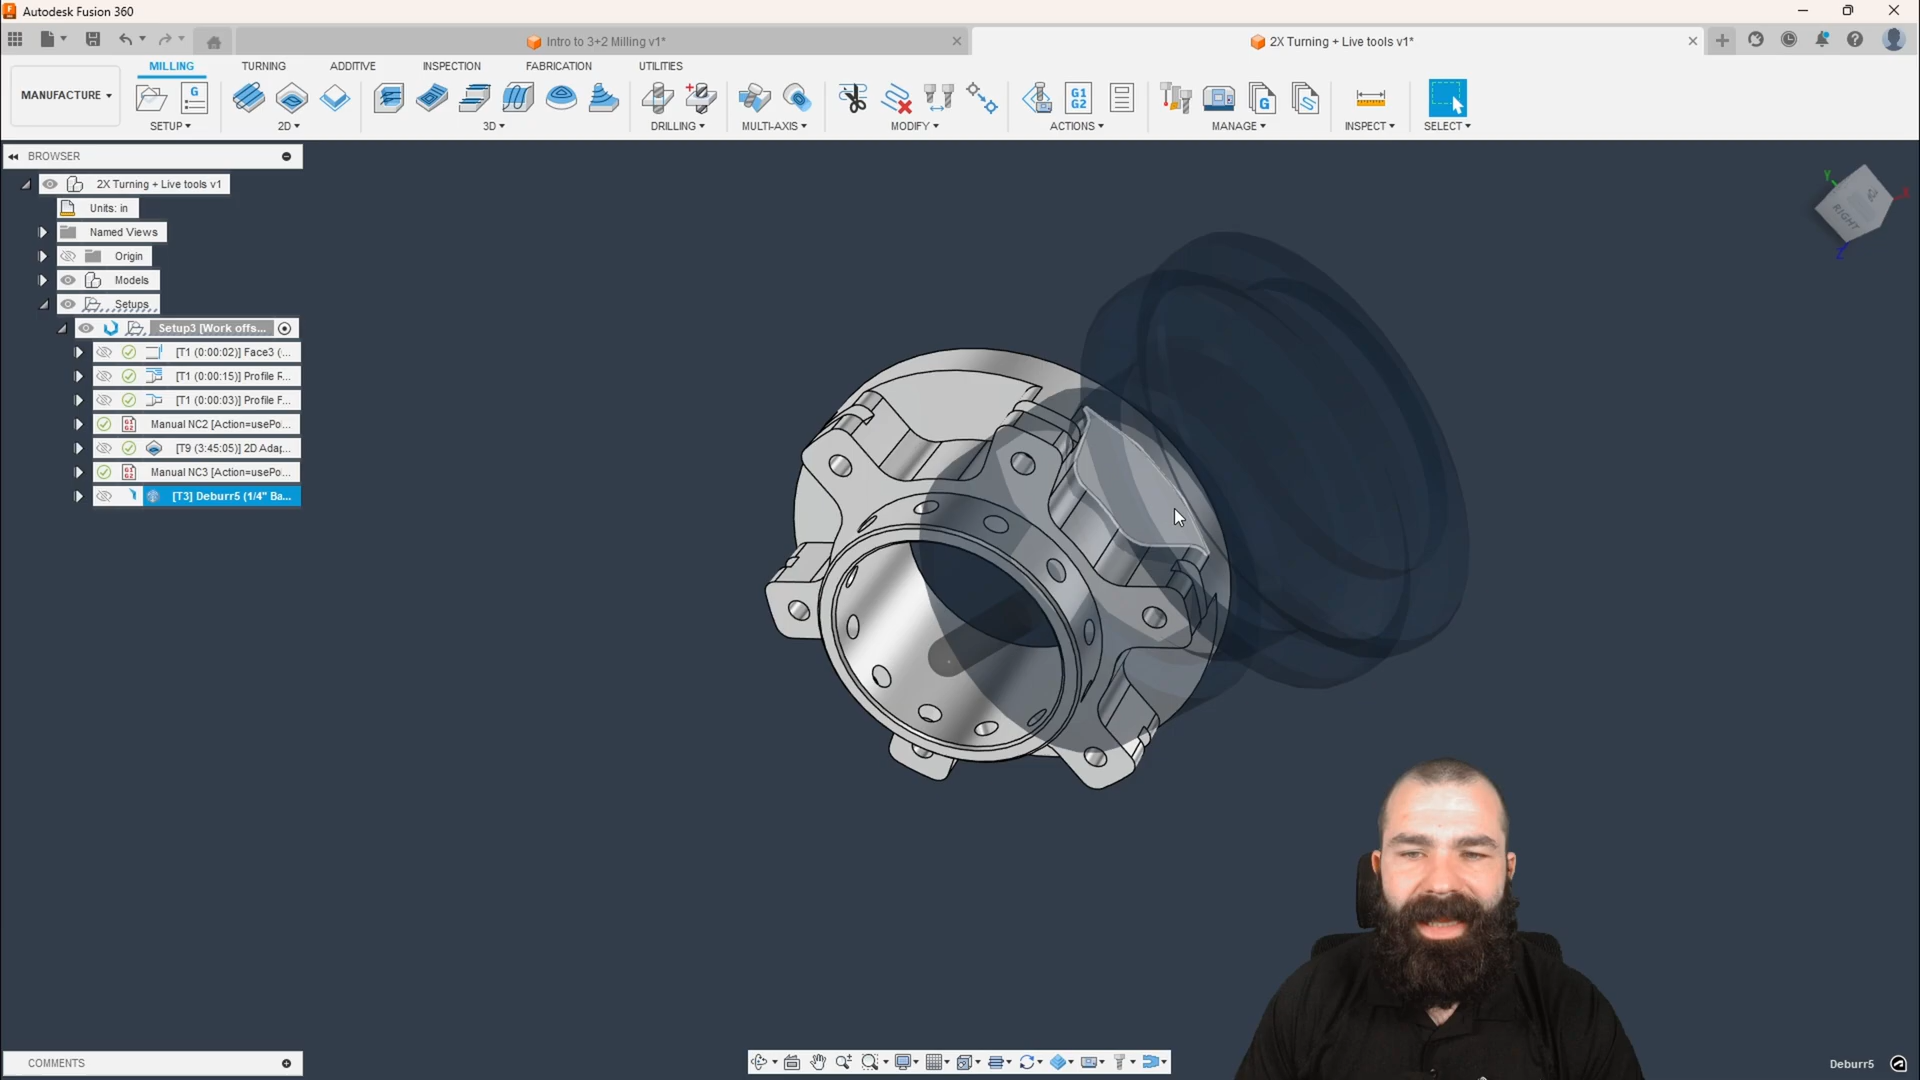 Autodesk Fusion 360
Intro to 3+2 Milling v1*
2X Turning + Live tools v1*
MILLING
TURNING
ADDITIVE
INSPECTION
FABRICATION
UTILITIES
MANUFACTURE
SETUP
2D
3D
DRILLING
MULTI-AXIS
MODIFY
ACTIONS
MANAGE
INSPECT
SELECT
G
G1
G2
G
BROWSER
2X Turning + Live tools v1
Units: in
Named Views
Origin
Models
Setups
Setup3 [Work offs...
[T1 (0:00:02)] Face3 (...
[T1 (0:00:15)] Profile R...
[T1 (0:00:03)] Profile F...
Manual NC2 [Action=usePo...
[T9 (3:45:05)] 2D Adap...
Manual NC3 [Action=usePo...
[T3] Deburr5 (1/4" Ba...
Y
X
Z
RIGHT
COMMENTS
Deburr5